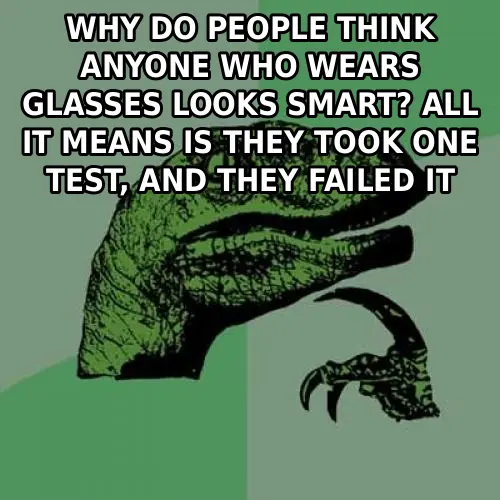 WHY DO PEOPLE THINK
ANYONE WHO WEARS
GLASSES LOOKS SMART? ALL
IT MEANS IS THEY TOOK ONE
TEST, AND THEY FAILED IT